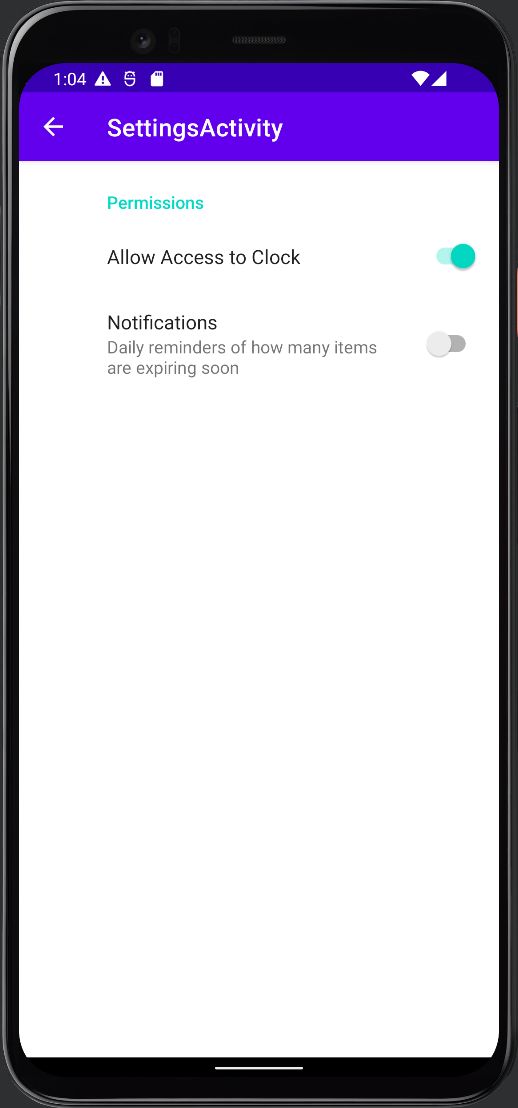 1:04
SettingsActivity
Permissions
Allow Access to Clock
Notifications
Daily reminders of how many items
are expiring soon